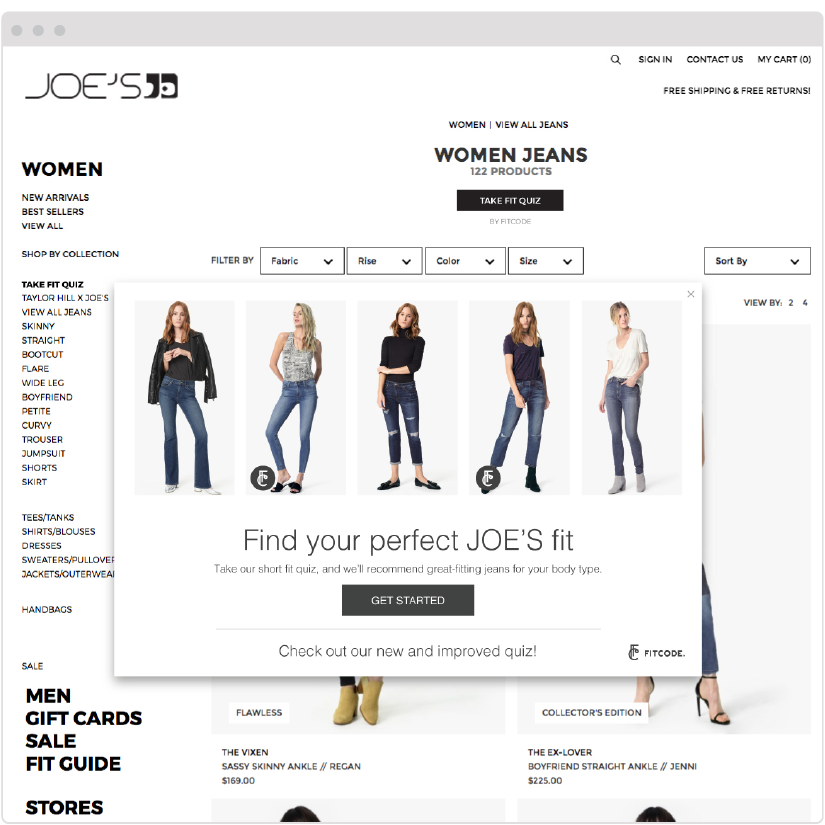 SIGN IN CONTACT US MY CART (0)
JOE'S
FREE SHIPPING & FREE RETURNS!
WOMEN | VIEW ALL JEANS
WOMEN JEANS
122 PRODUCTS
TAKE FIT QUIZ
BY FITCODE
WOMEN
NEW ARRIVALS
BEST SELLERS
VIEW ALL
SHOP BY COLLECTION
TAKE FIT QUIZ
TAYLOR HILL X JOE'S
VIEW ALL JEANS
SKINNY
STRAIGHT
BOOTCUT
FLARE
WIDE LEG
BOYFRIEND
PETITE
CURVY
TROUSER
JUMPSUIT
SHORTS
SKIRT
TEES/TANKS
SHIRTS/BLOUSES
DRESSES
SWEATERS/PULLOVER
JACKETS/OUTERWEA
HANDBAGS
SALE
MEN
GIFT CARDS
SALE
FIT GUIDE
STORES
FILTER BY Fabric Rise Color Size Sort By
VIEW BY: 2 4
Find your perfect JOE'S fit
Take our short fit quiz, and we'll recommend great-fitting jeans for your body type.
GET STARTED
Check out our new and improved quiz!
FITCODE.
FLAWLESS
COLLECTOR'S EDITION
THE VIXEN
SASSY SKINNY ANKLE // REGAN
$169.00
THE EX-LOVER
BOYFRIEND STRAIGHT ANKLE // JENNI
$225.00